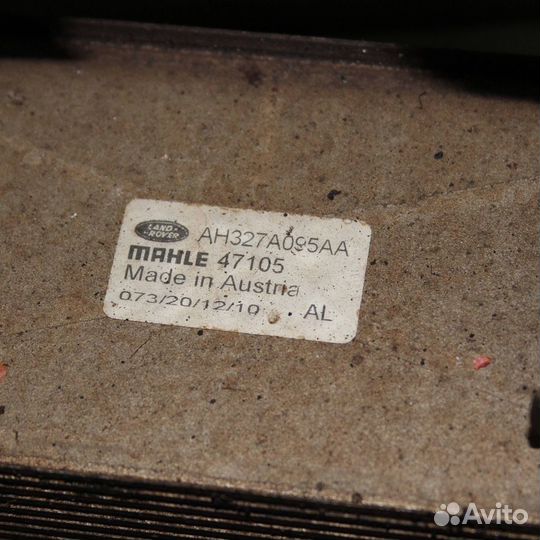 LAND
ROVER
AH327A095AA
MAHLE 47105
Made in Austria
073/20/12/10 AL
Avito